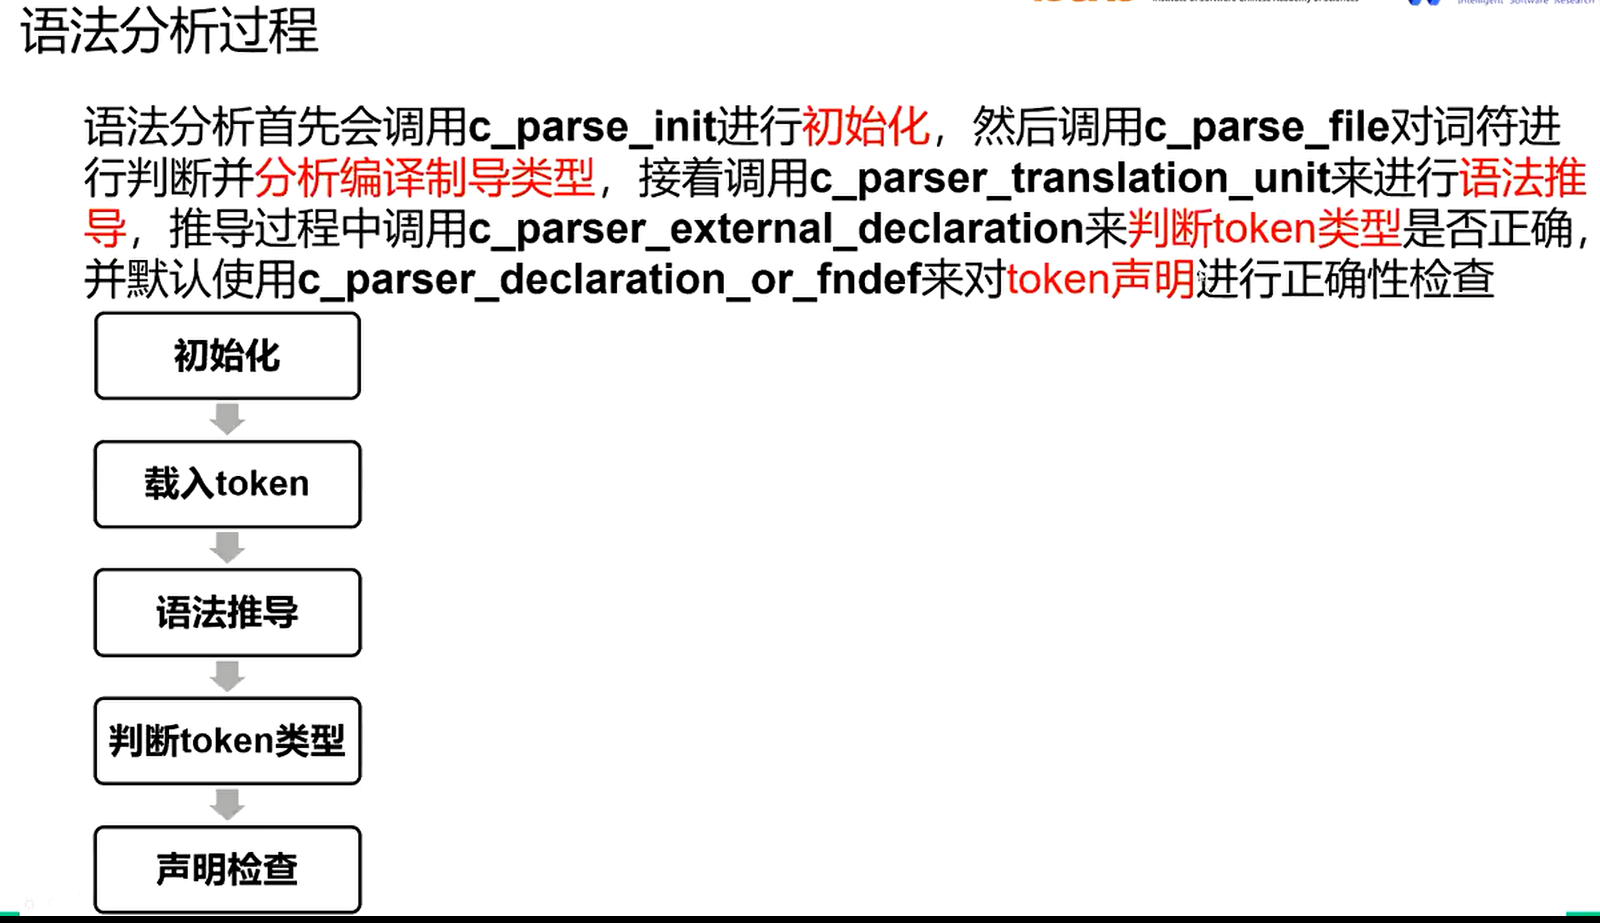 语法分析过程
语法分析首先会调用c_parse_init进行初始化，然后调用c_parse_file对词符进
行判断并分析编译制导类型，接着调用c_parser_translation_unit来进行语法推
导，推导过程中调用c_parser_external_declaration来判断token类型是否正确，
并默认使用c_parser_declaration_or_fndef来对token声明进行正确性检查
初始化
载入token
语法推导
判断token类型
声明检查